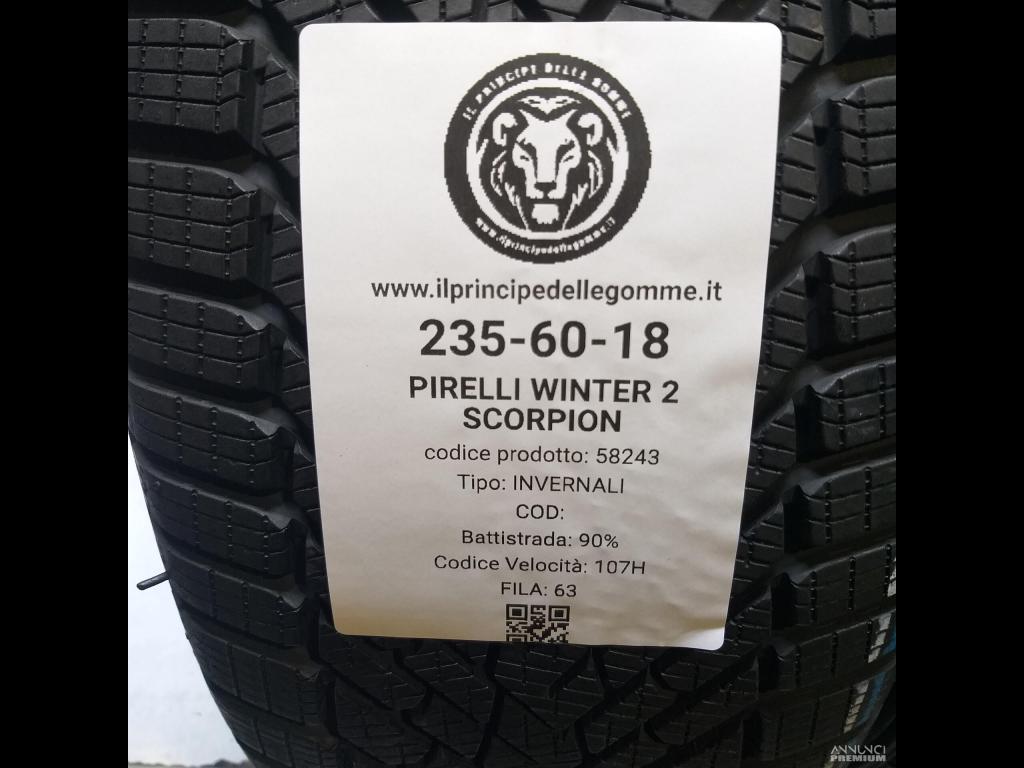 IL PRINCIPE DELLE GOMME
www.ilprincipedellegomme.it
www.ilprincipedellegomme.it
235-60-18
PIRELLI WINTER 2
SCORPION
codice prodotto: 58243
Tipo: INVERNALI
COD:
Battistrada: 90%
Codice Velocità: 107H
FILA: 63
ANNUNCI
PREMIUM